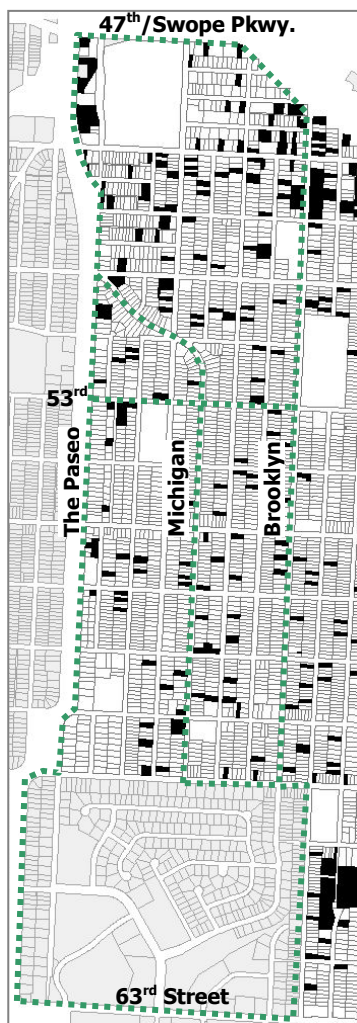 47th/Swope Pkwy.
53rd
The Paseo
Michigan
Brooklyn
63rd Street